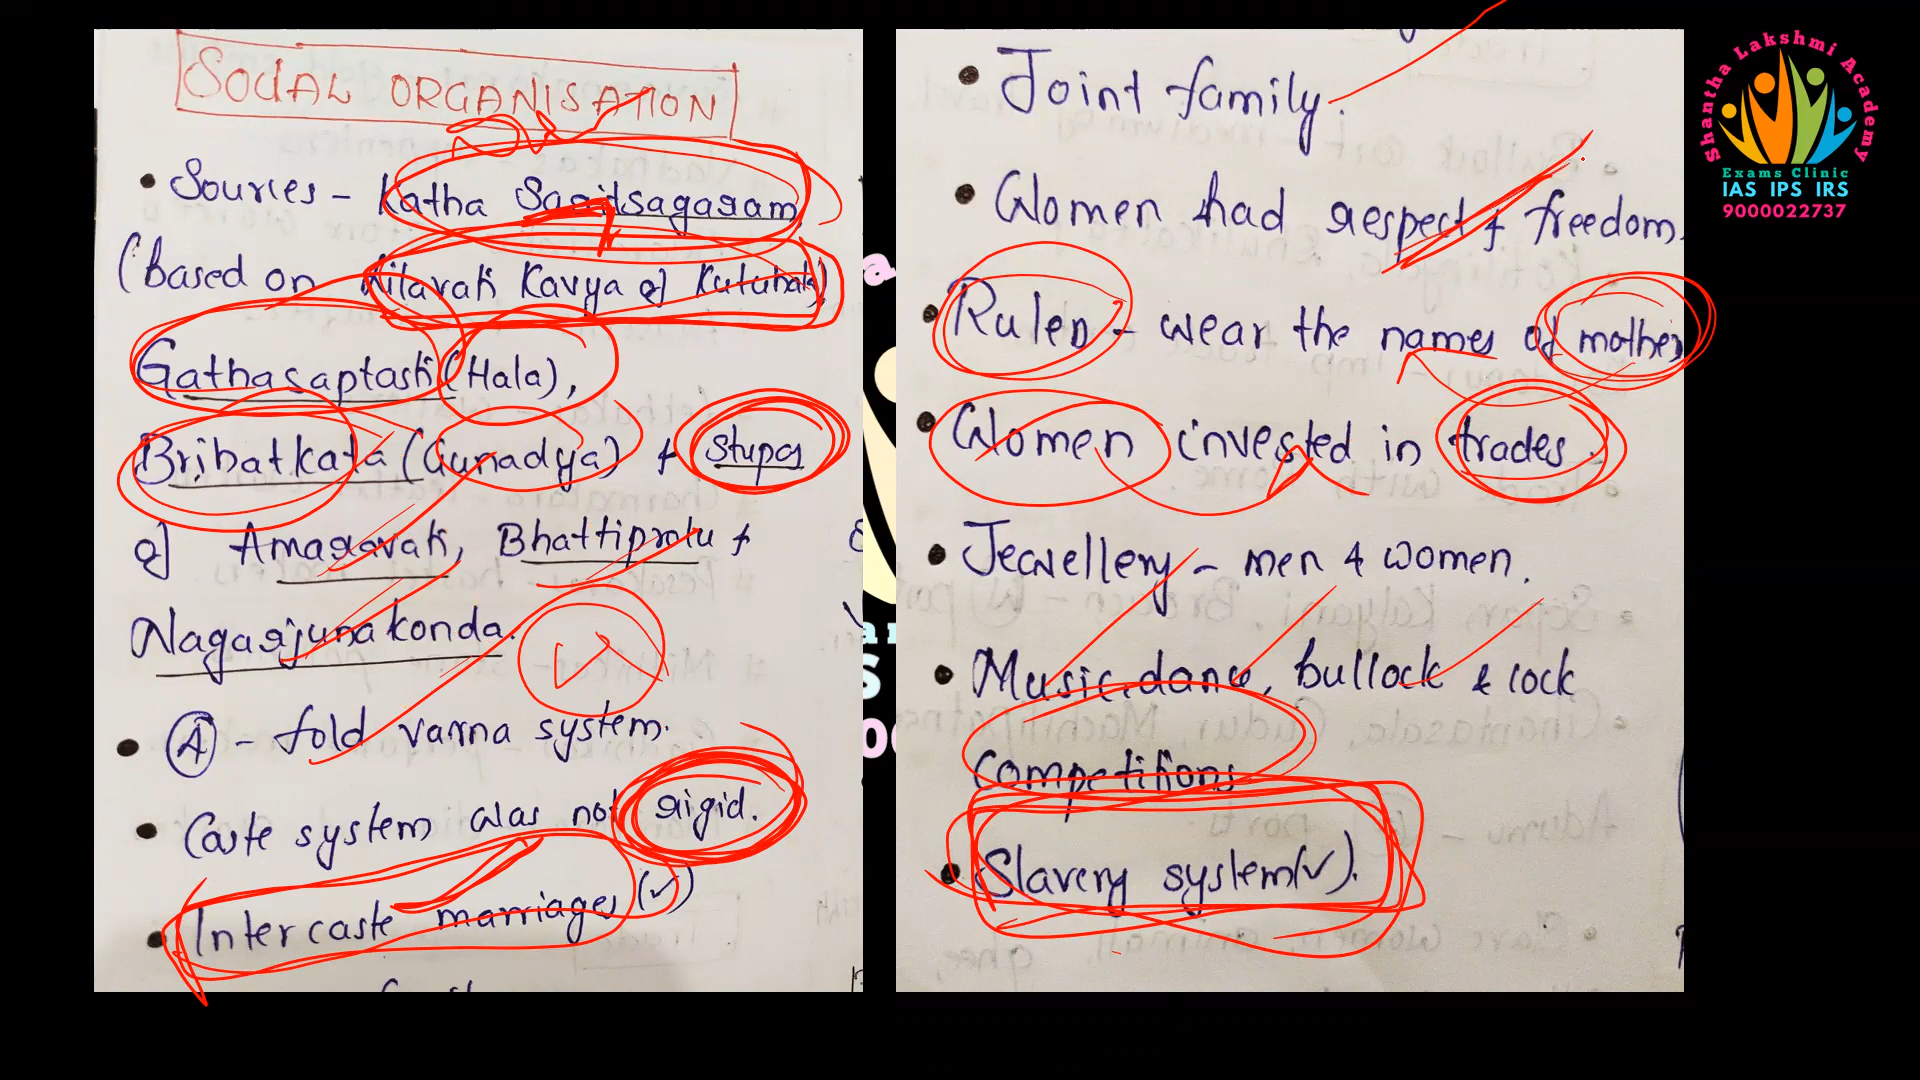 SOCIAL ORGANISATION
• Sources - Katha Saritsagaram
(based on Lilavati Kavya of Kutuhala)
Gathasaptasti (Hala),
Brihatkata (Gunadya) & Stupas
of Amaravati, Bhattiprolu &
Nagarjunakonda.
• 4 - fold varna system.
• Caste system was not rigid.
• Intercaste marriages (✓)
• Joint family.
• Women had respect & freedom.
• Rulers - wear the names of mother
• Women invested in trades.
• Jewellery - men & women.
• Music, dance, bullock & cock
competitions
• Slavery system (✓).
Shantha Lakshmi Academy
Exams Clinic
IAS IPS IRS
9000022737